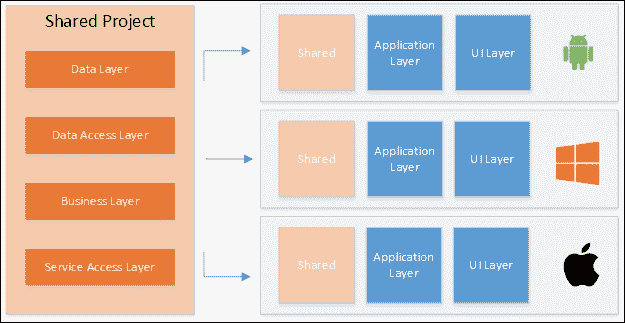 Shared Project
Data Layer
Data Access Layer
Business Layer
Service Access Layer
Shared
Application
Layer
UI Layer
Shared
Application
Layer
UI Layer
Shared
Application
Layer
UI Layer